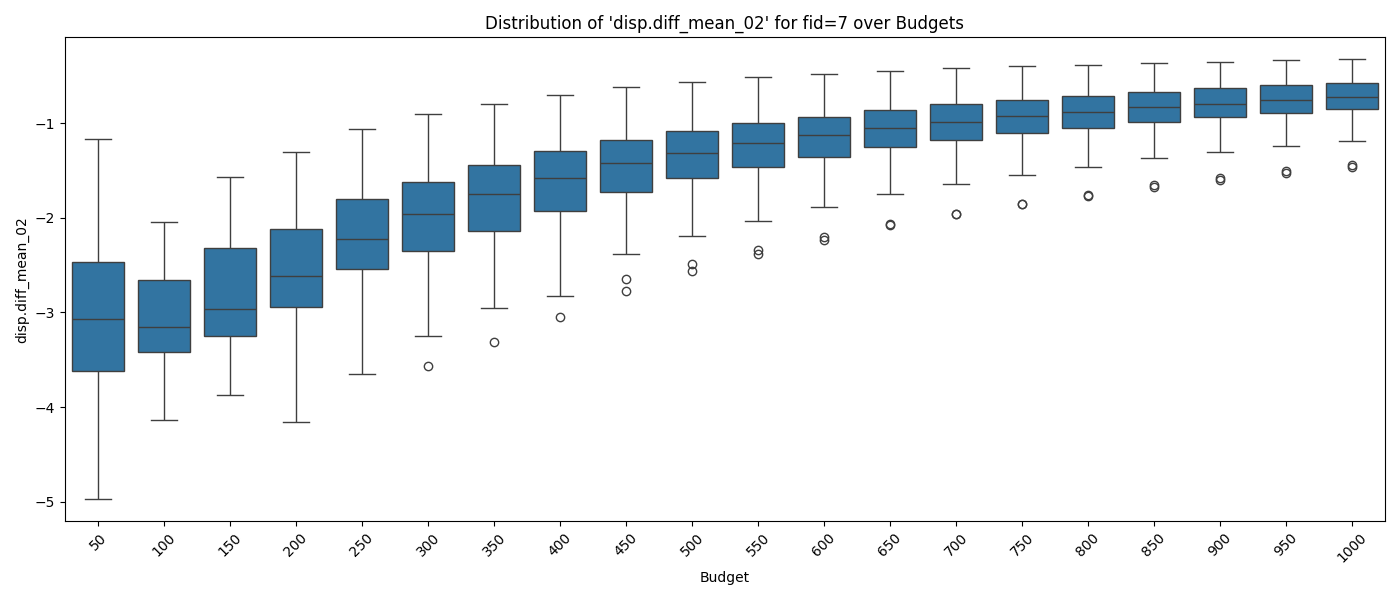 Distribution of 'disp.diff_mean_02' for fid=7 over Budgets
disp.diff_mean_02
−1
−2
−3
−4
−5
50 100 150 200 250 300 350 400 450 500 550 600 650 700 750 800 850 900 950 1000
Budget